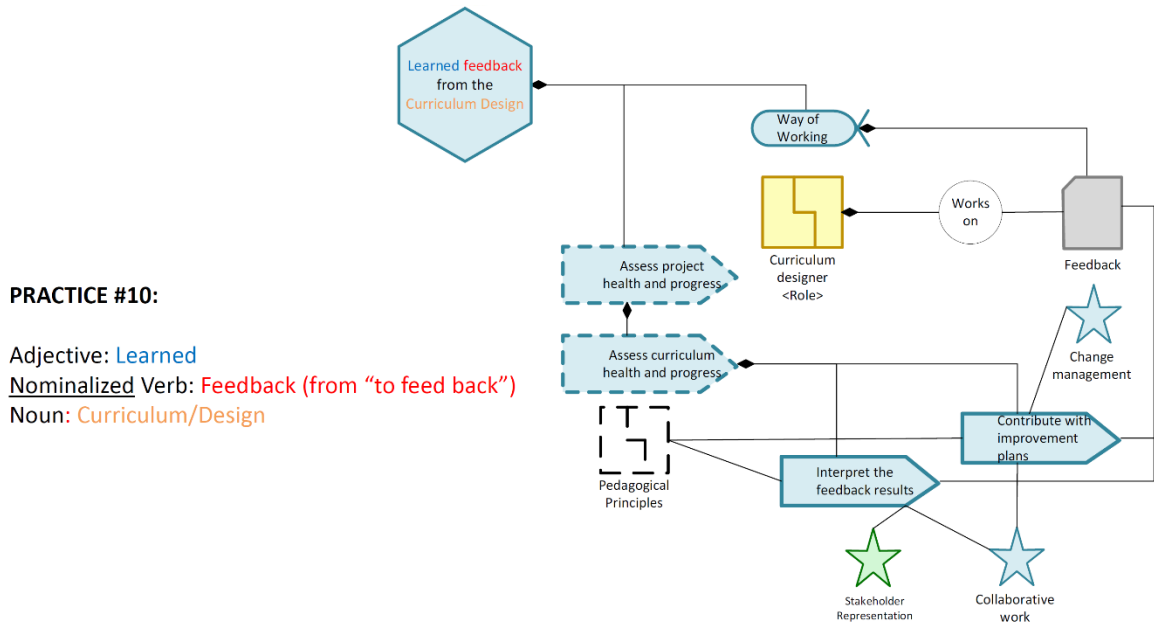 Learned feedback
from the
Curriculum Design
Way of
Working
Works
on
Curriculum
designer
<Role>
Feedback
Assess project
health and progress
PRACTICE #10:
Adjective: Learned
Nominalized Verb: Feedback (from “to feed back”)
Noun: Curriculum/Design
Assess curriculum
health and progress
Change
management
Contribute with
improvement
plans
Pedagogical
Principles
Interpret the
feedback results
Stakeholder
Representation
Collaborative
work